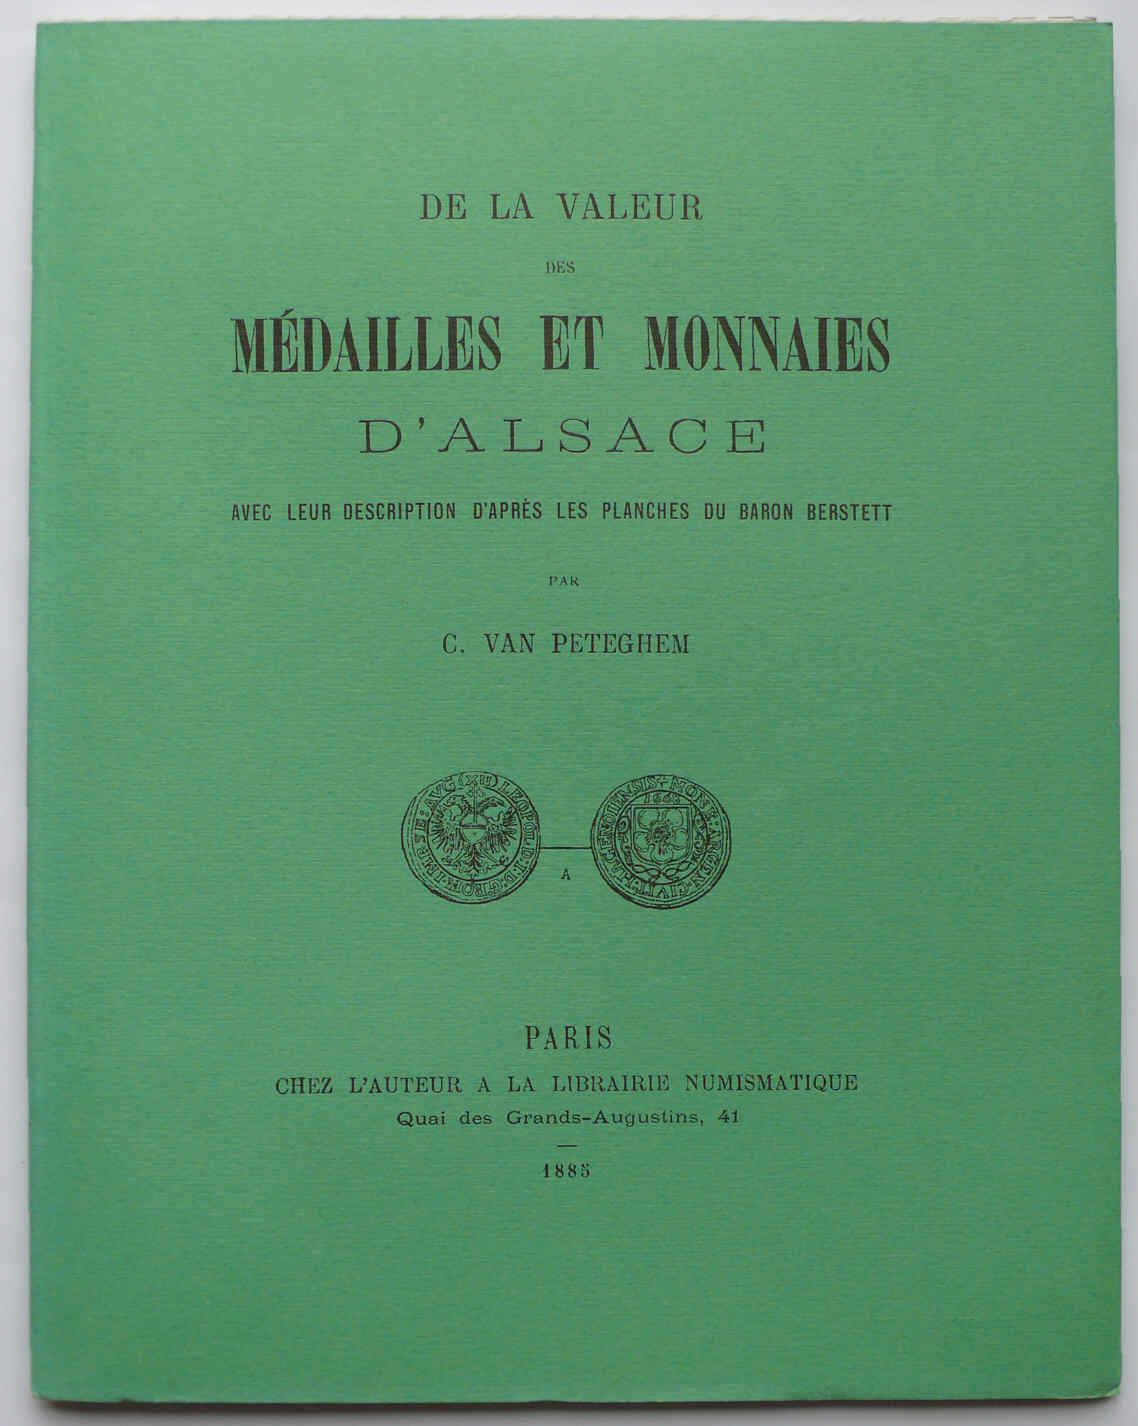 DE LA VALEUR
DES
MÉDAILLES ET MONNAIES
D'ALSACE
AVEC LEUR DESCRIPTION D'APRÈS LES PLANCHES DU BARON BERSTETT
PAR
C. VAN PETEGHEM
A
PARIS
CHEZ L'AUTEUR A LA LIBRAIRIE NUMISMATIQUE
Quai des Grands-Augustins, 41
1885